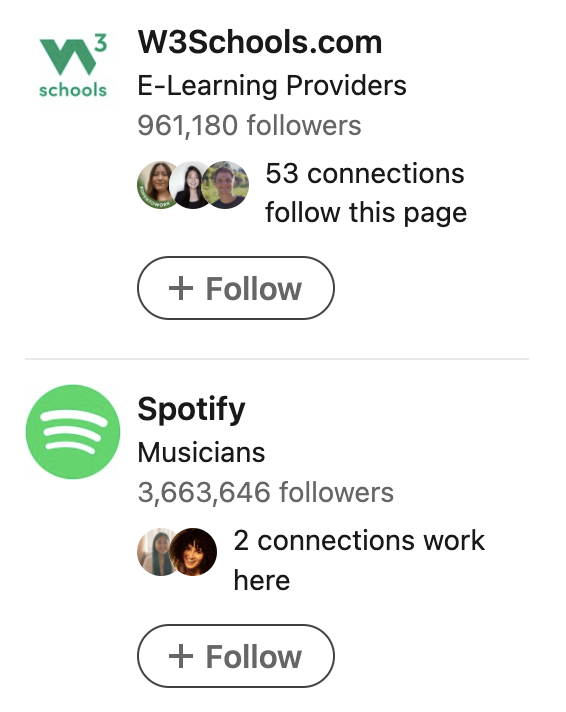 W3
schools
W3Schools.com
E-Learning Providers
961,180 followers
53 connections
follow this page
+ Follow
Spotify
Musicians
3,663,646 followers
2 connections work
here
+ Follow